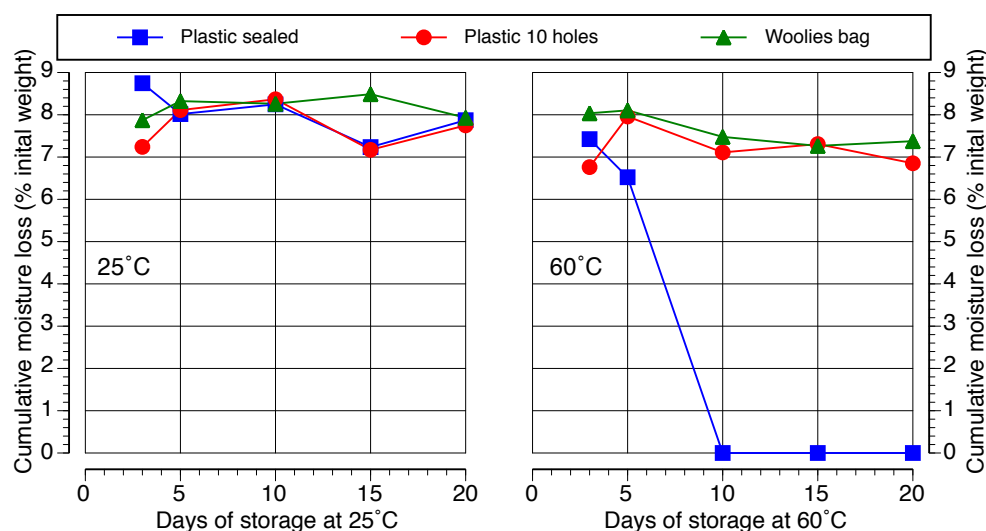 Plastic sealed Plastic 10 holes Woolies bag
Cumulative moisture loss (% inital weight)
9
8
7
6
5
4
3
2
1
0
25˚C
0 5 10 15 20
Days of storage at 25˚C
60˚C
0 5 10 15 20
Days of storage at 60˚C
9
8
7
6
5
4
3
2
1
0
Cumulative moisture loss (% inital weight)